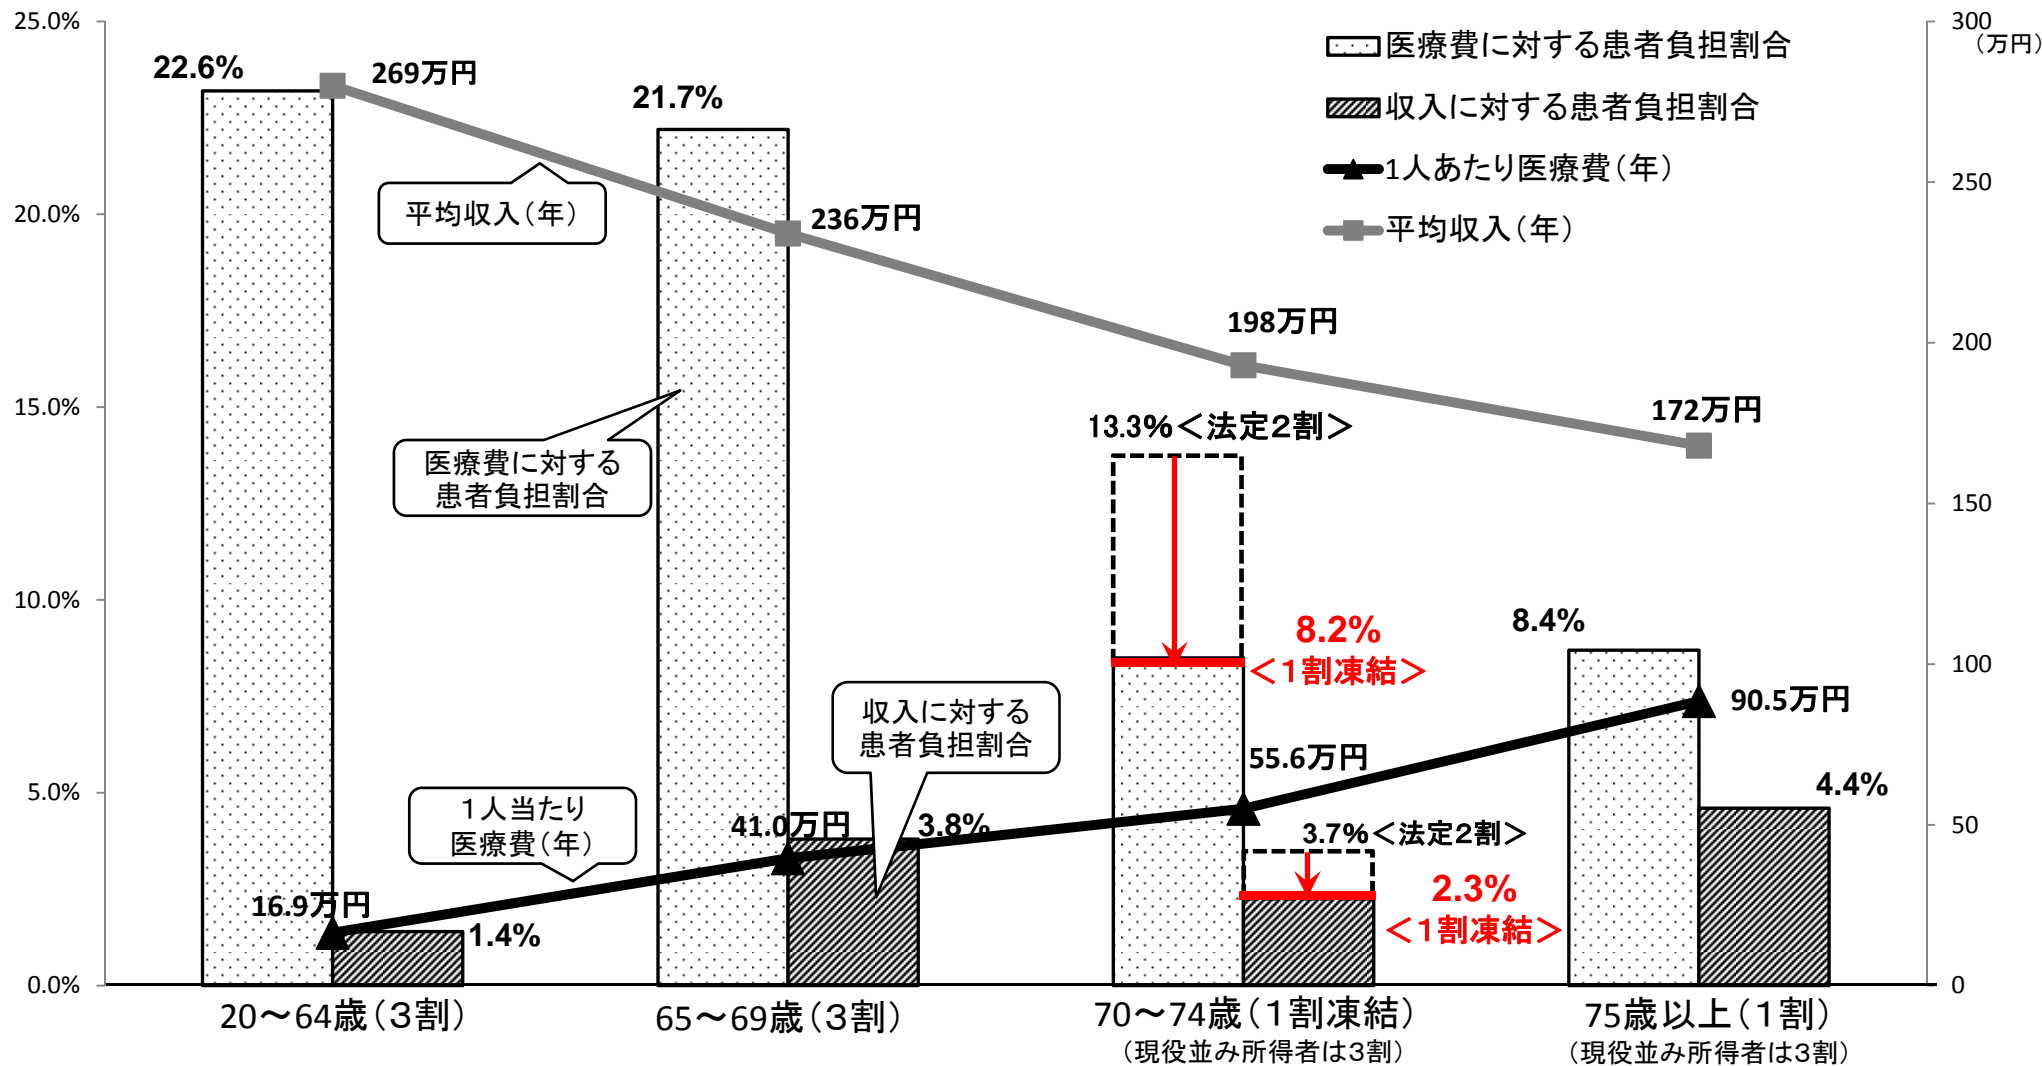 25.0%
20.0%
15.0%
10.0%
5.0%
0.0%
300
(万円)
250
200
150
100
50
0
医療費に対する患者負担割合
収入に対する患者負担割合
1人あたり医療費(年)
平均収入(年)
22.6%
269万円
21.7%
平均収入(年)
236万円
198万円
172万円
13.3%<法定2割>
医療費に対する
患者負担割合
8.2%
<1割凍結>
8.4%
収入に対する
患者負担割合
90.5万円
55.6万円
4.4%
1人当たり
医療費(年)
41.0万円
3.8%
3.7%<法定2割>
16.9万円
1.4%
2.3%
<1割凍結>
20～64歳(3割)
65～69歳(3割)
70～74歳(1割凍結)
(現役並み所得者は3割)
75歳以上(1割)
(現役並み所得者は3割)